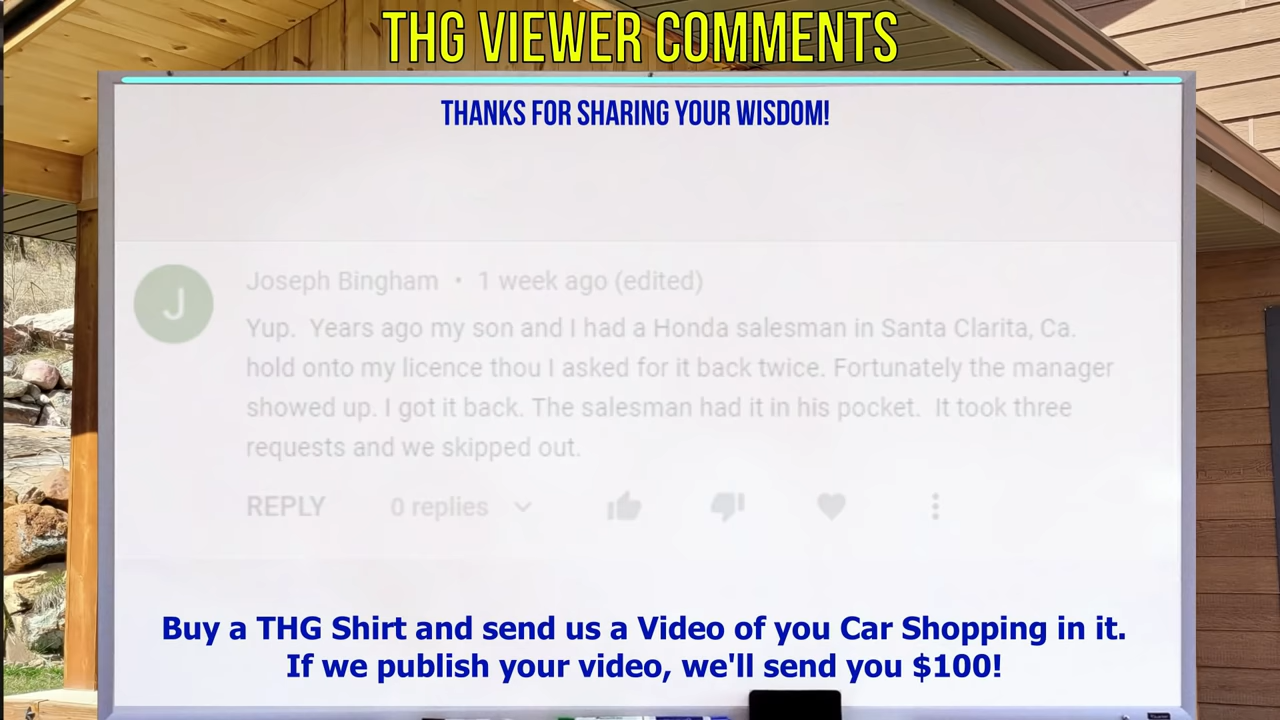 THG VIEWER COMMENTS
THANKS FOR SHARING YOUR WISDOM!
J
Joseph Bingham • 1 week ago (edited)
Yup.  Years ago my son and I had a Honda salesman in Santa Clarita, Ca.
hold onto my licence thou I asked for it back twice. Fortunately the manager
showed up. I got it back. The salesman had it in his pocket.  It took three
requests and we skipped out.
REPLY 0 replies
Buy a THG Shirt and send us a Video of you Car Shopping in it.
If we publish your video, we'll send you $100!